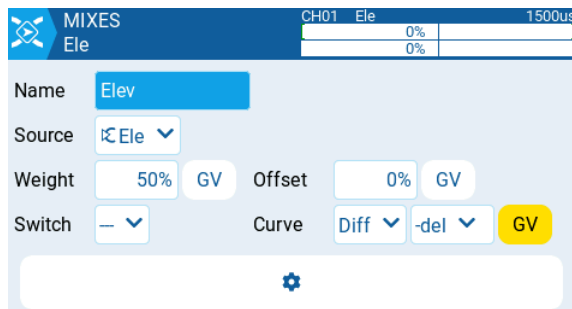 MIXES
Ele
CH01 Ele 1500us
0%
0%
Name Elev
Source Ele
Weight 50% GV Offset 0% GV
Switch --- Curve Diff -del GV